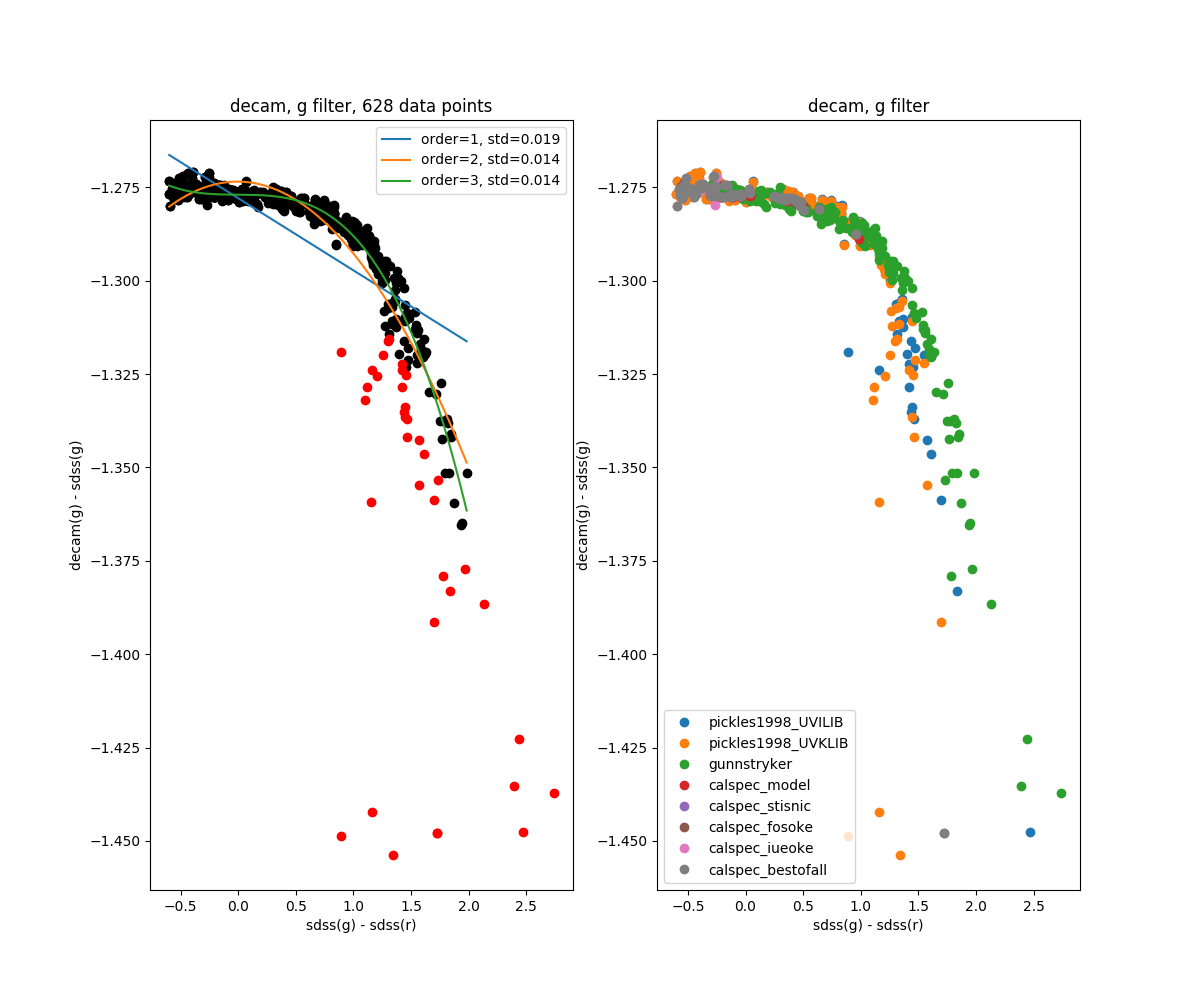 decam, g filter, 628 data points
order=1, std=0.019
order=2, std=0.014
order=3, std=0.014
−1.275
−1.300
−1.325
−1.350
−1.375
−1.400
−1.425
−1.450
decam(g) - sdss(g)
−0.5 0.0 0.5 1.0 1.5 2.0 2.5
sdss(g) - sdss(r)
decam, g filter
−1.275
−1.300
−1.325
−1.350
−1.375
−1.400
−1.425
−1.450
decam(g) - sdss(g)
pickles1998_UVILIB
pickles1998_UVKLIB
gunnstryker
calspec_model
calspec_stisnic
calspec_fosoke
calspec_iueoke
calspec_bestofall
−0.5 0.0 0.5 1.0 1.5 2.0 2.5
sdss(g) - sdss(r)